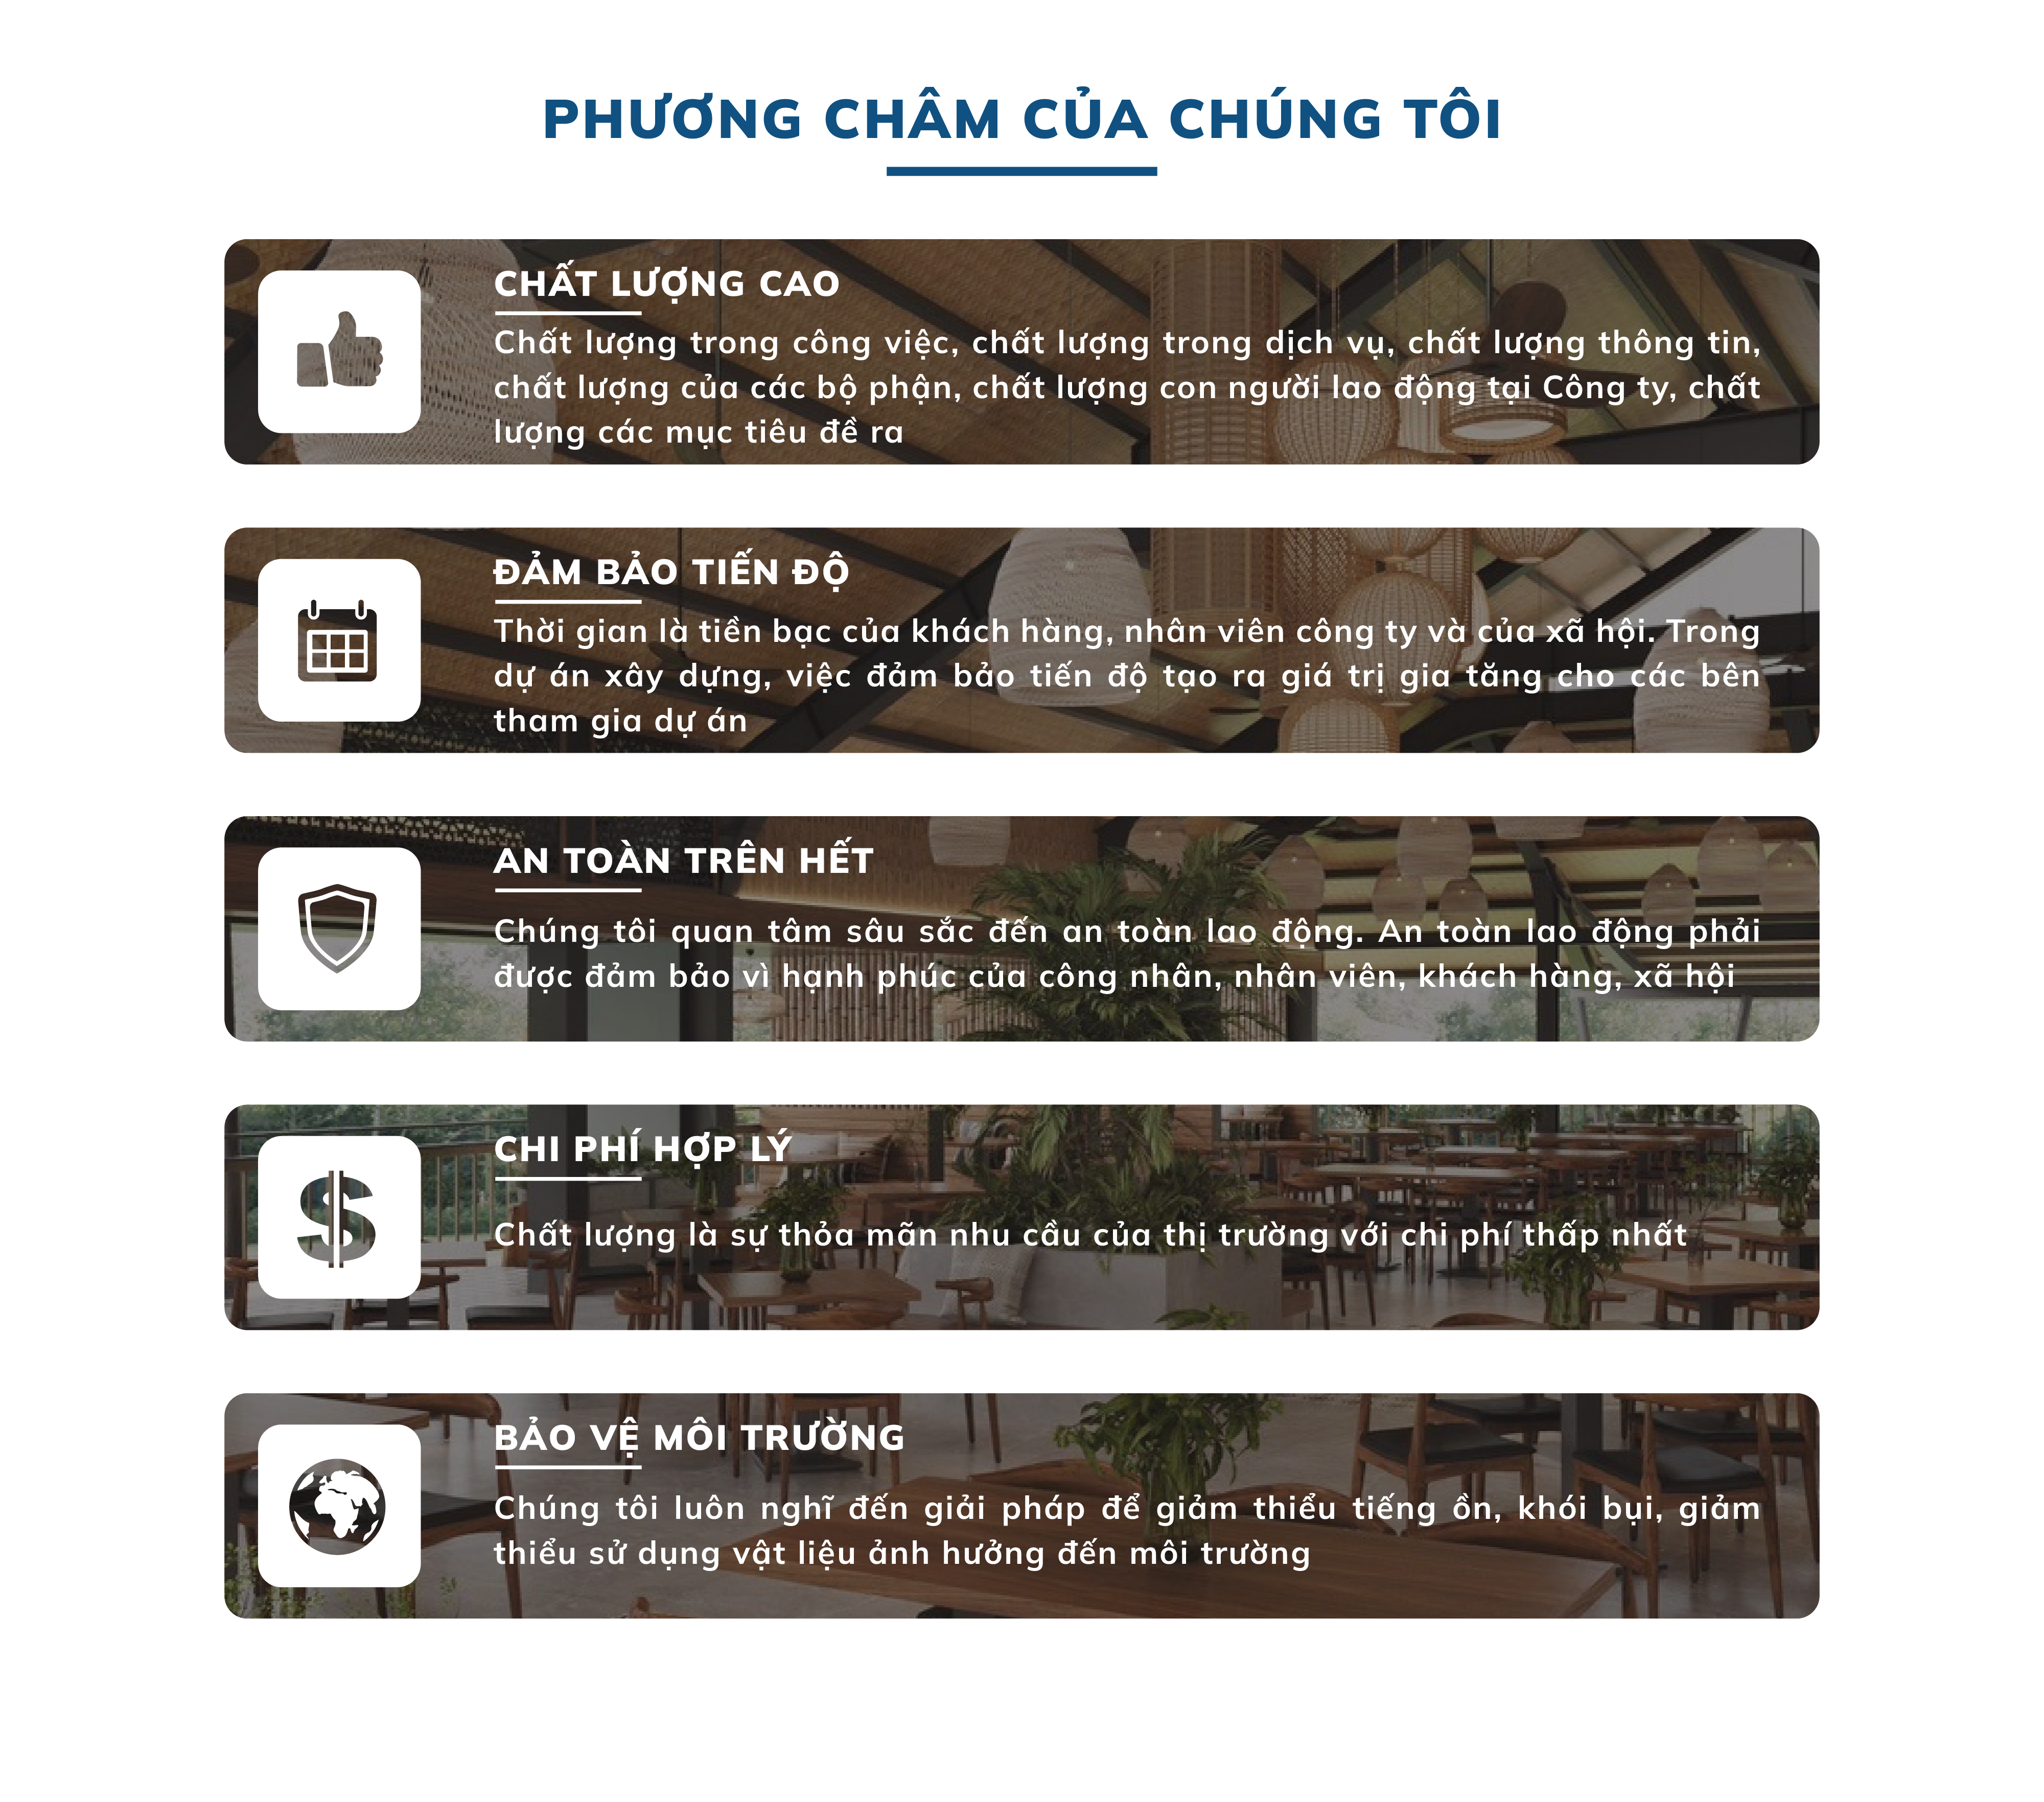 PHƯƠNG CHÂM CỦA CHÚNG TÔI
CHẤT LƯỢNG CAO
Chất lượng trong công việc, chất lượng trong dịch vụ, chất lượng thông tin,
chất lượng của các bộ phận, chất lượng con người lao động tại Công ty, chất
lượng các mục tiêu đề ra
ĐẢM BẢO TIẾN ĐỘ
Thời gian là tiền bạc của khách hàng, nhân viên công ty và của xã hội. Trong
dự án xây dựng, việc đảm bảo tiến độ tạo ra giá trị gia tăng cho các bên
tham gia dự án
AN TOÀN TRÊN HẾT
Chúng tôi quan tâm sâu sắc đến an toàn lao động. An toàn lao động phải
được đảm bảo vì hạnh phúc của công nhân, nhân viên, khách hàng, xã hội
CHI PHÍ HỢP LÝ
Chất lượng là sự thỏa mãn nhu cầu của thị trường với chi phí thấp nhất
BẢO VỆ MÔI TRƯỜNG
Chúng tôi luôn nghĩ đến giải pháp để giảm thiểu tiếng ồn, khói bụi, giảm
thiểu sử dụng vật liệu ảnh hưởng đến môi trường